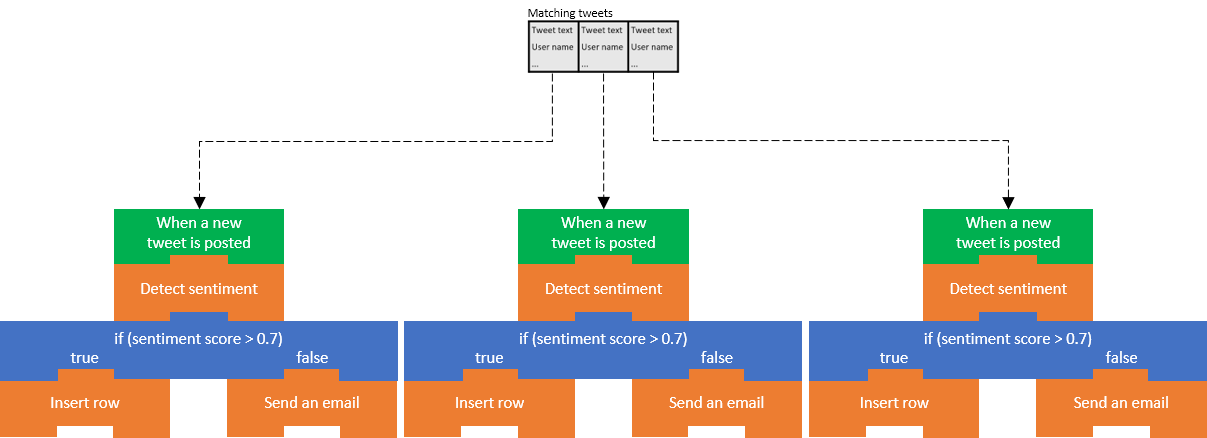 Matching tweets
Tweet text Tweet text Tweet text
User name User name User name
... ... ...
When a new When a new When a new
tweet is posted tweet is posted tweet is posted
Detect sentiment Detect sentiment Detect sentiment
if (sentiment score > 0.7) if (sentiment score > 0.7) if (sentiment score > 0.7)
true false true false true false
Insert row Send an email Insert row Send an email Insert row Send an email